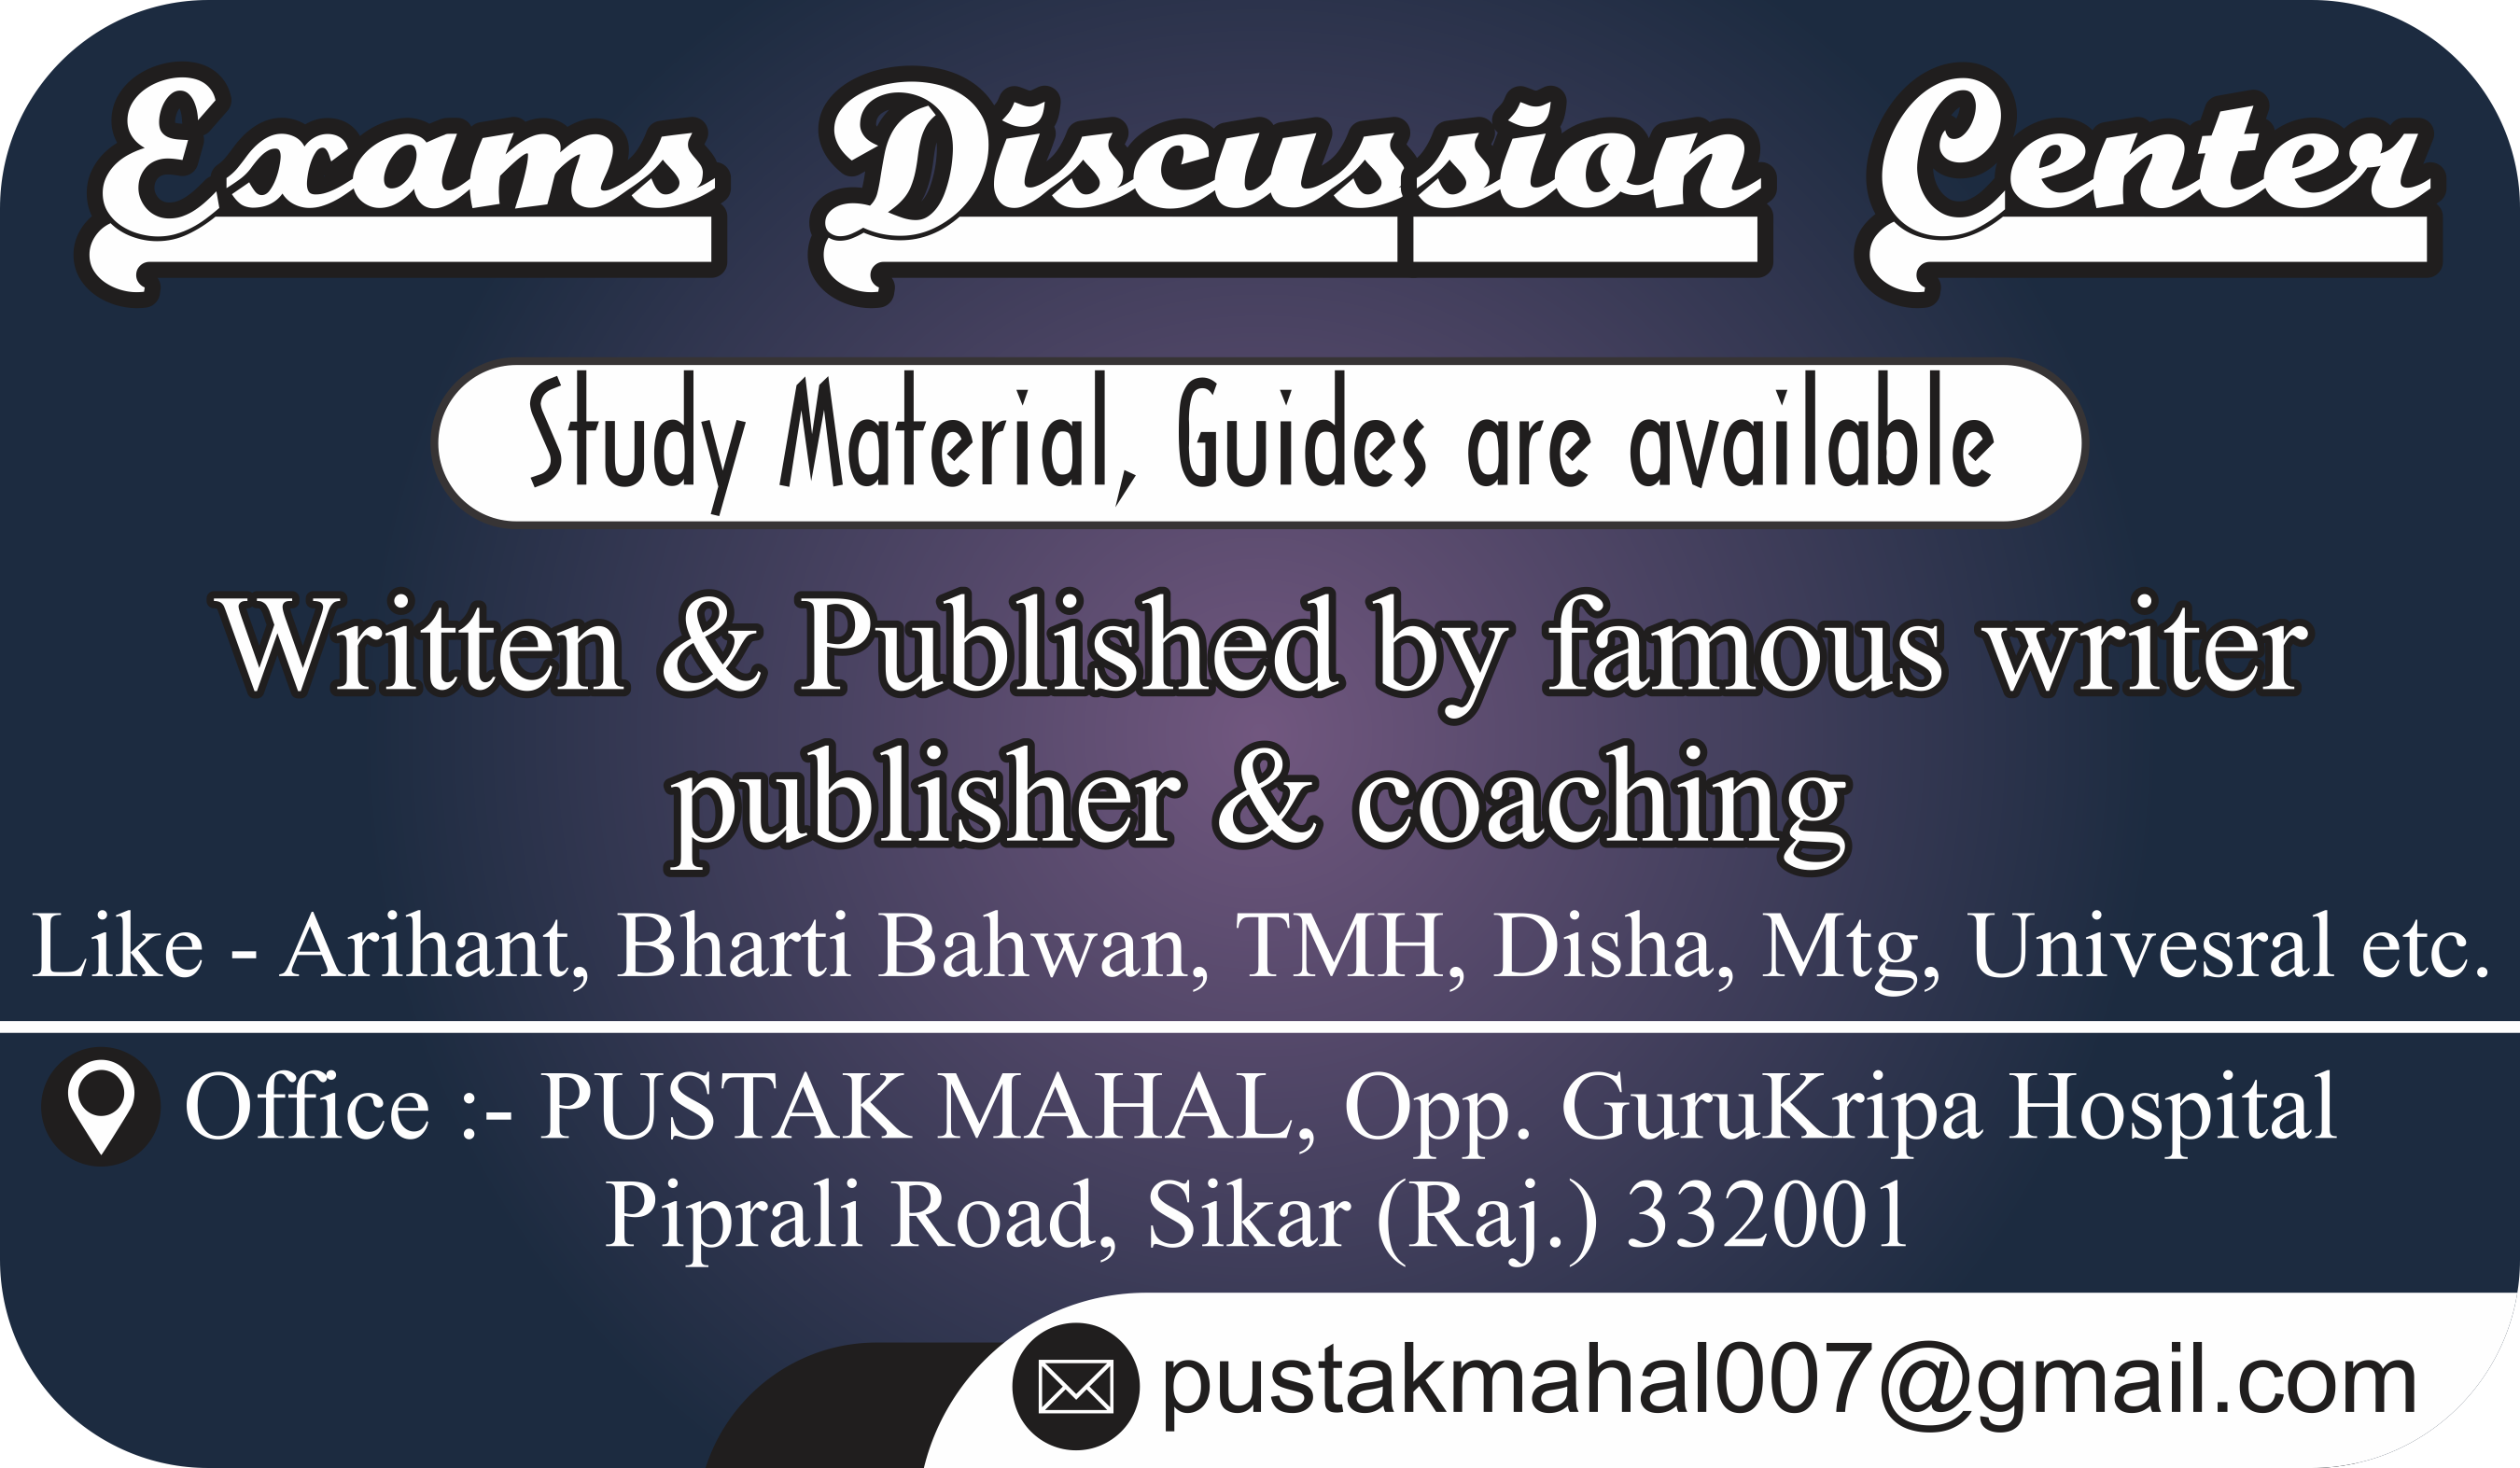 Exams Discussion Center
Study Material, Guides are available
Written & Published by famous writer
publisher & coaching
Like - Arihant, Bharti Bahwan, TMH, Disha, Mtg, Univesral etc.
Office :- PUSTAK MAHAL, Opp. GuruKripa Hospital
Piprali Road, Sikar (Raj.) 332001
pustakmahal007@gmail.com